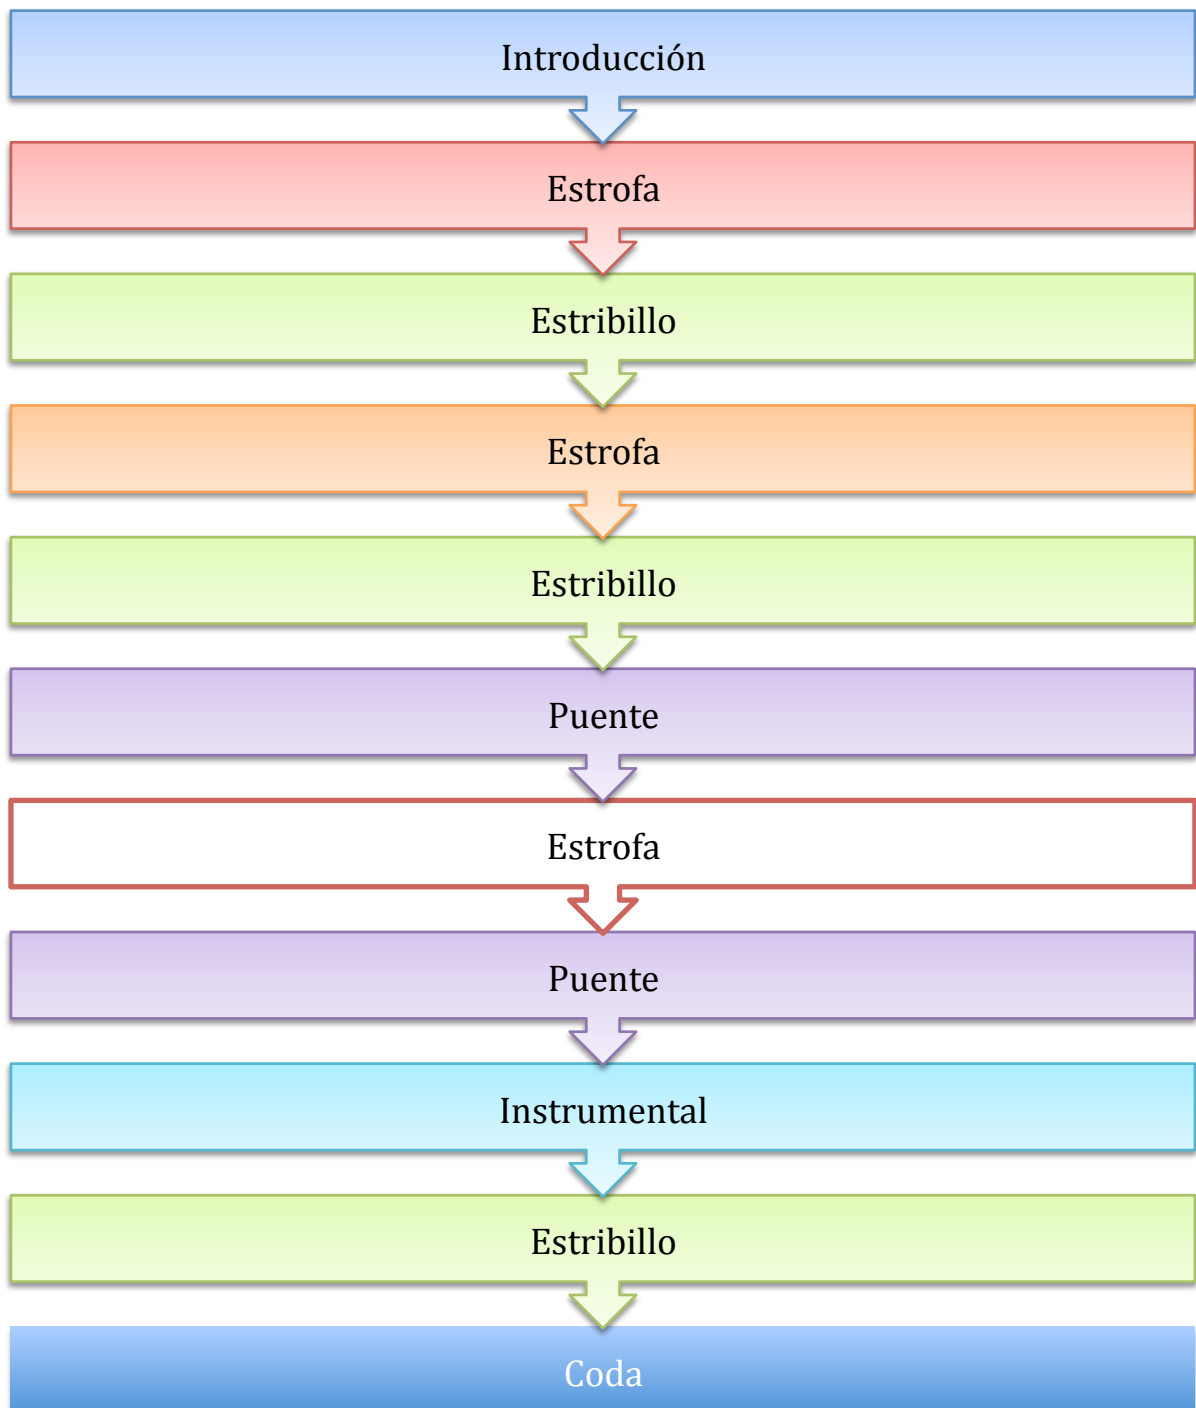 Introducción
Estrofa
Estribillo
Estrofa
Estribillo
Puente
Estrofa
Puente
Instrumental
Estribillo
Coda